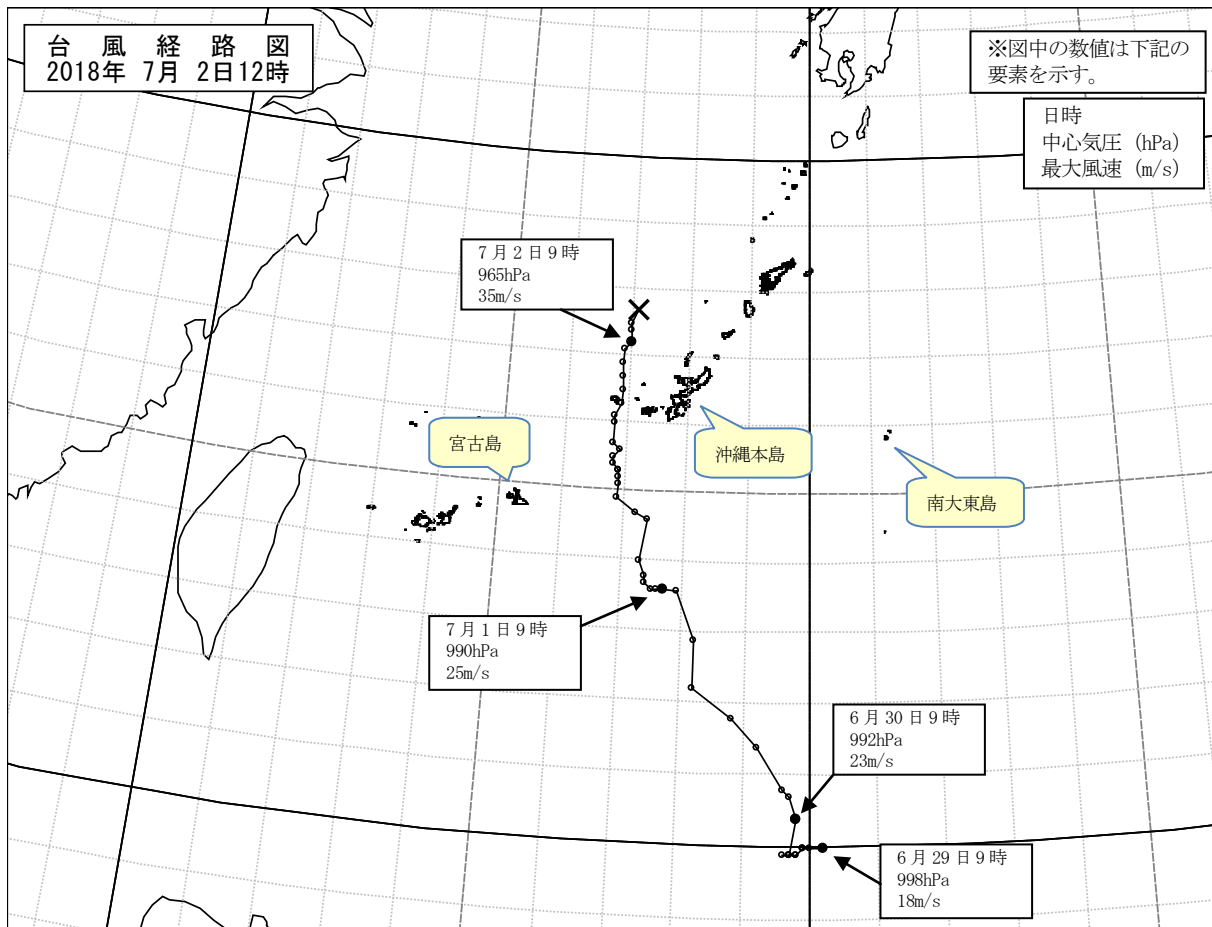 台 風 経 路 図
2018年 7月 2日12時
※図中の数値は下記の
要素を示す。
日時
中心気圧 (hPa)
最大風速 (m/s)
7月2日9時
965hPa
35m/s
宮古島
沖縄本島
南大東島
7月1日9時
990hPa
25m/s
6月30日9時
992hPa
23m/s
6月29日9時
998hPa
18m/s